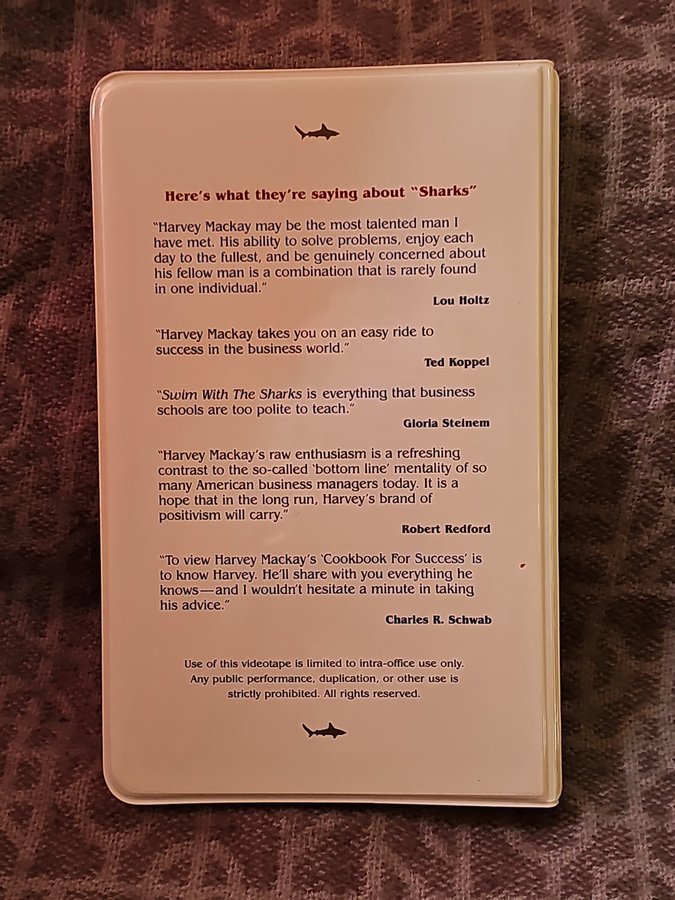 Here's what they're saying about "Sharks"
"Harvey Mackay may be the most talented man I
have met. His ability to solve problems, enjoy each
day to the fullest, and be genuinely concerned about
his fellow man is a combination that is rarely found
in one individual."
Lou Holtz
"Harvey Mackay takes you on an easy ride to
success in the business world."
Ted Koppel
"Swim With The Sharks is everything that business
schools are too polite to teach."
Gloria Steinem
"Harvey Mackay's raw enthusiasm is a refreshing
contrast to the so-called 'bottom line' mentality of so
many American business managers today. It is a
hope that in the long run, Harvey's brand of
positivism will carry."
Robert Redford
"To view Harvey Mackay's 'Cookbook For Success' is
to know Harvey. He'll share with you everything he
knows—and I wouldn't hesitate a minute in taking
his advice."
Charles R. Schwab
Use of this videotape is limited to intra-office use only.
Any public performance, duplication, or other use is
strictly prohibited. All rights reserved.